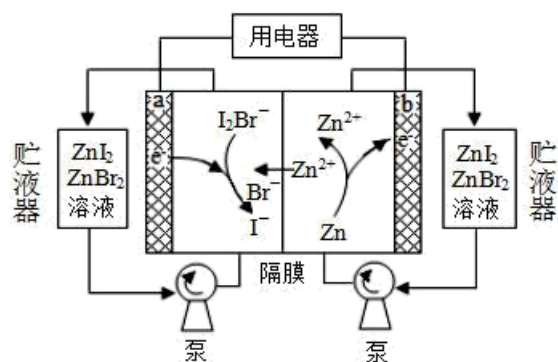 用电器
a
b
I₂Br⁻
Zn²⁺
e⁻
e⁻
ZnI₂
ZnBr₂
溶液
贮液器
Br⁻
Zn²⁺
I⁻
Zn
ZnI₂
ZnBr₂
溶液
贮液器
隔膜
泵
泵